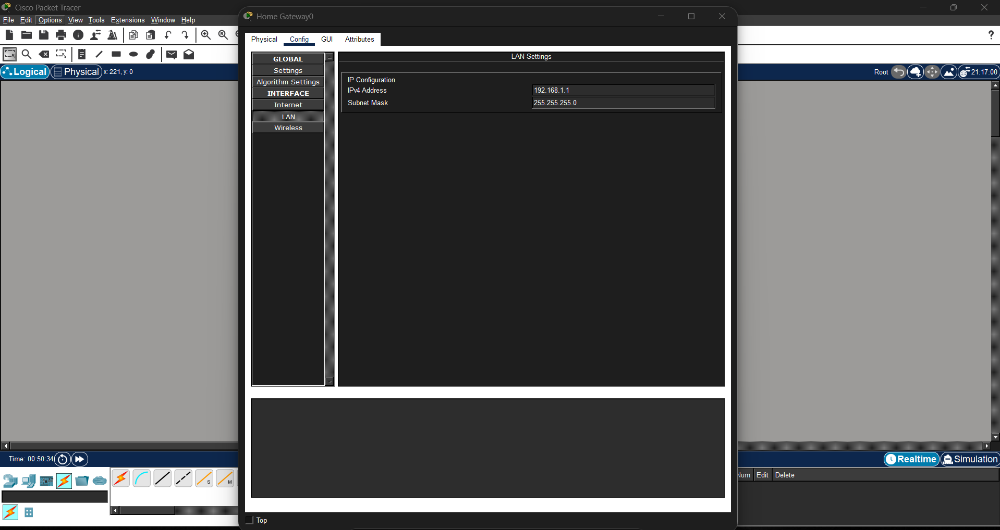 Cisco Packet Tracer
File Edit Options View Tools Extensions Window Help
Logical Physical x: 221, y: 0
Home Gateway0
Physical Config GUI Attributes
GLOBAL
Settings
Algorithm Settings
INTERFACE
Internet
LAN
Wireless
LAN Settings
IP Configuration
IPv4 Address 192.168.1.1
Subnet Mask 255.255.255.0
Top
?
Root 21:17:00
Time: 00:50:34
Realtime Simulation
S M
Num Edit Delete